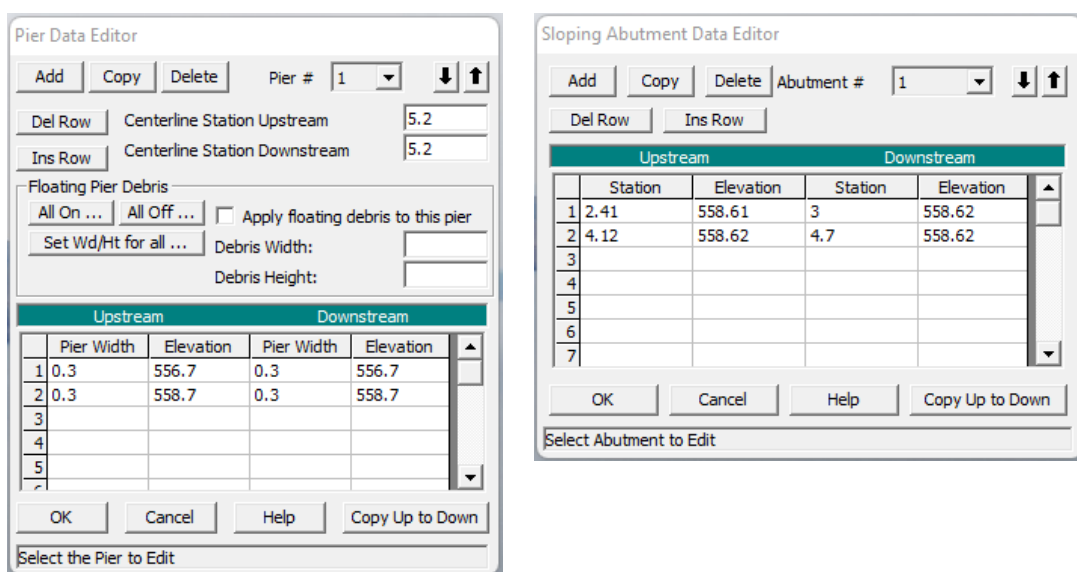 Pier Data Editor
Add Copy Delete Pier # 1
Del Row Centerline Station Upstream 5.2
Ins Row Centerline Station Downstream 5.2
Floating Pier Debris
All On ... All Off ... Apply floating debris to this pier
Set Wd/Ht for all ... Debris Width:
Debris Height:
Upstream Downstream
Pier Width Elevation Pier Width Elevation
1 0.3 556.7 0.3 556.7
2 0.3 558.7 0.3 558.7
3
4
5
OK Cancel Help Copy Up to Down
Select the Pier to Edit
Sloping Abutment Data Editor
Add Copy Delete Abutment # 1
Del Row Ins Row
Upstream Downstream
Station Elevation Station Elevation
1 2.41 558.61 3 558.62
2 4.12 558.62 4.7 558.62
3
4
5
6
7
OK Cancel Help Copy Up to Down
Select Abutment to Edit